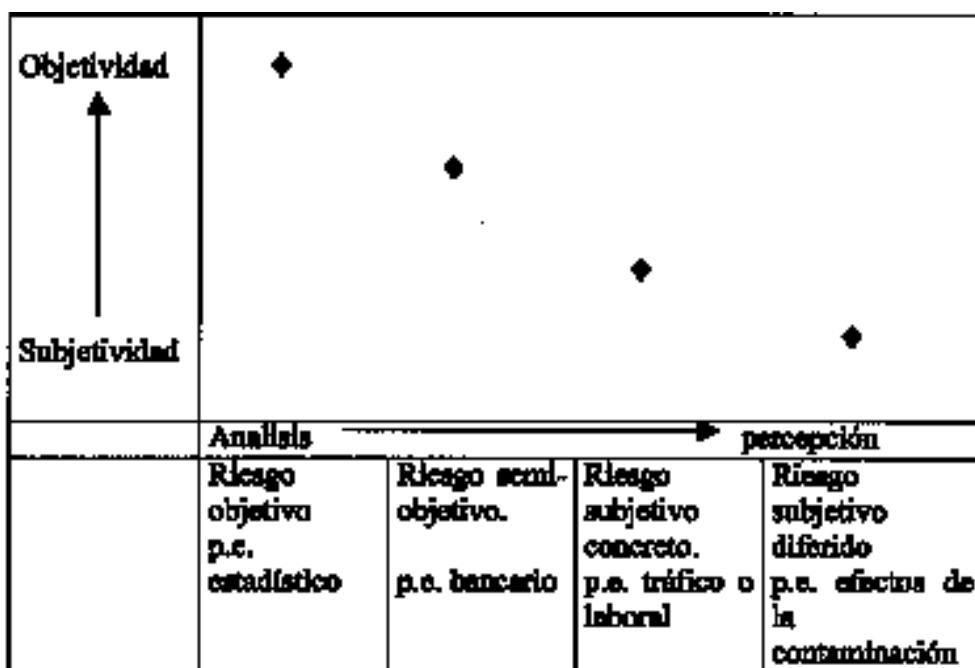 Objetividad
Subjetividad
Analisis percepción
Riesgo
objetivo
p.e.
estadístico
Riesgo semi-
objetivo.
p.e. bancario
Riesgo
subjetivo
concreto.
p.e. tráfico o
laboral
Riesgo
subjetivo
diferido
p.e. efectos de
la
contaminación